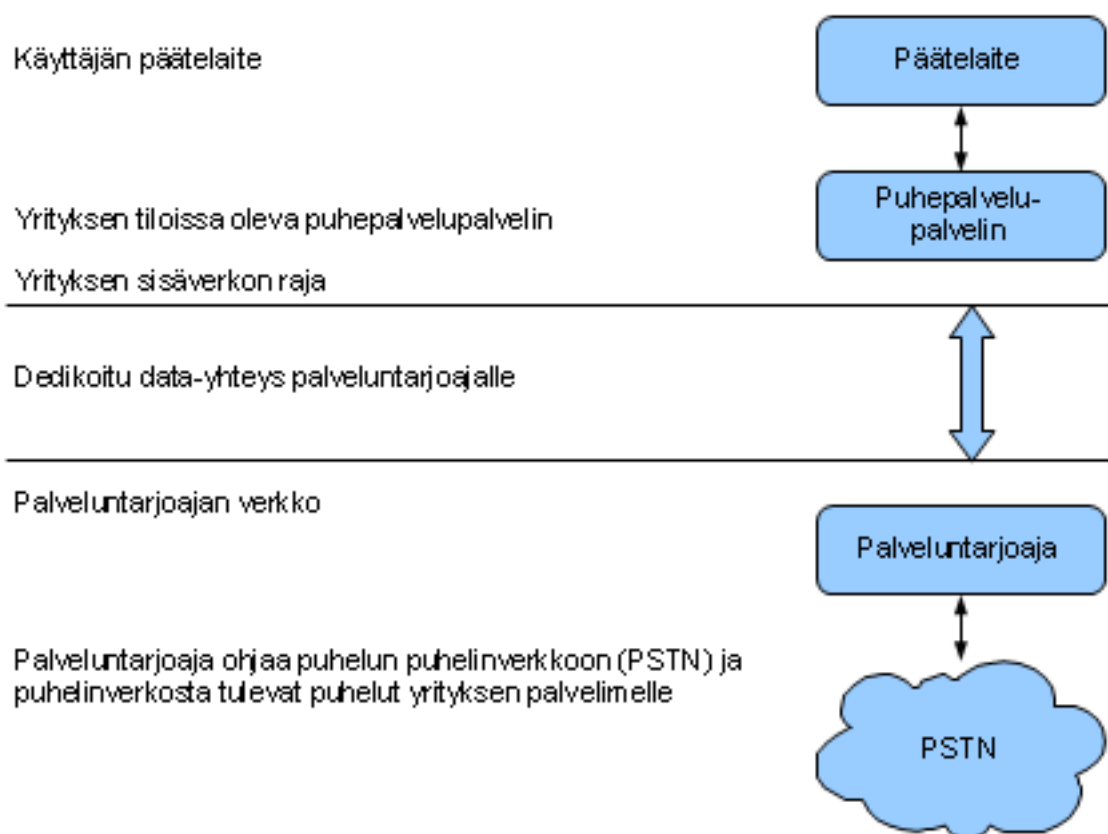 Käyttäjän päätelaite
Päätelaite
Yrityksen tiloissa oleva puhepalvelupalvelin
Puhepalvelu-
palvelin
Yrityksen sisäverkon raja
Dedikoitu data-yhteys palveluntarjoajalle
Palveluntarjoajan verkko
Palveluntarjoaja
Palveluntarjoaja ohjaa puhelun puhelinverkkoon (PSTN) ja
puhelinverkosta tulevat puhelut yrityksen palvelimelle
PSTN